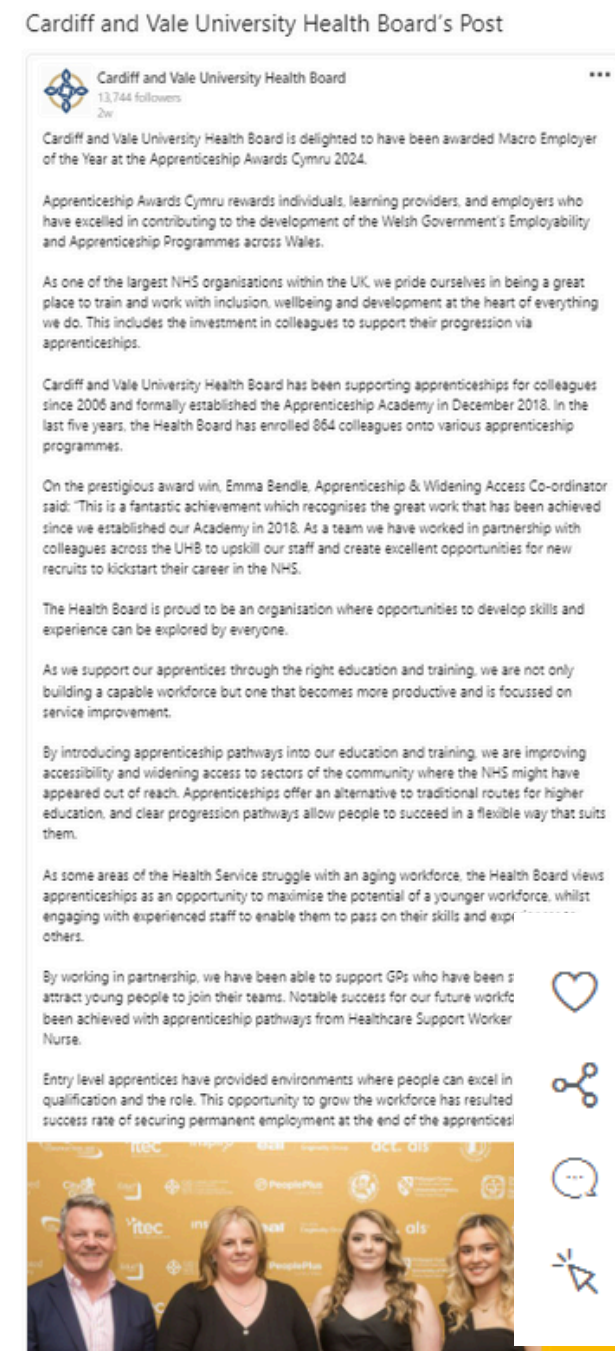 Cardiff and Vale University Health Board's Post
Cardiff and Vale University Health Board
13,744 followers
2w
Cardiff and Vale University Health Board is delighted to have been awarded Macro Employer
of the Year at the Apprenticeship Awards Cymru 2024.
Apprenticeship Awards Cymru rewards individuals, learning providers, and employers who
have excelled in contributing to the development of the Welsh Government's Employability
and Apprenticeship Programmes across Wales.
As one of the largest NHS organisations within the UK, we pride ourselves in being a great
place to train and work with inclusion, wellbeing and development at the heart of everything
we do. This includes the investment in colleagues to support their progression via
apprenticeships.
Cardiff and Vale University Health Board has been supporting apprenticeships for colleagues
since 2006 and formally established the Apprenticeship Academy in December 2018. In the
last five years, the Health Board has enrolled 864 colleagues onto various apprenticeship
programmes.
On the prestigious award win, Emma Bendle, Apprenticeship & Widening Access Co-ordinator
said: "This is a fantastic achievement which recognises the great work that has been achieved
since we established our Academy in 2018. As a team we have worked in partnership with
colleagues across the UHB to upskill our staff and create excellent opportunities for new
recruits to kickstart their career in the NHS.
The Health Board is proud to be an organisation where opportunities to develop skills and
experience can be explored by everyone.
As we support our apprentices through the right education and training, we are not only
building a capable workforce but one that becomes more productive and is focussed on
service improvement.
By introducing apprenticeship pathways into our education and training, we are improving
accessibility and widening access to sectors of the community where the NHS might have
appeared out of reach. Apprenticeships offer an alternative to traditional routes for higher
education, and clear progression pathways allow people to succeed in a flexible way that suits
them.
As some areas of the Health Service struggle with an aging workforce, the Health Board views
apprenticeships as an opportunity to maximise the potential of a younger workforce, whilst
engaging with experienced staff to enable them to pass on their skills and
others.
By working in partnership, we have been able to support GPs who have been s
attract young people to join their teams. Notable success for our future workfo
been achieved with apprenticeship pathways from Healthcare Support Worker
Nurse.
Entry level apprentices have provided environments where people can excel in
qualification and the role. This opportunity to grow the workforce has resulted
success rate of securing permanent employment at the end of the apprentices
itec
eal
act.
als
PeoplePlus
itec
eal
als
PeoplePlus